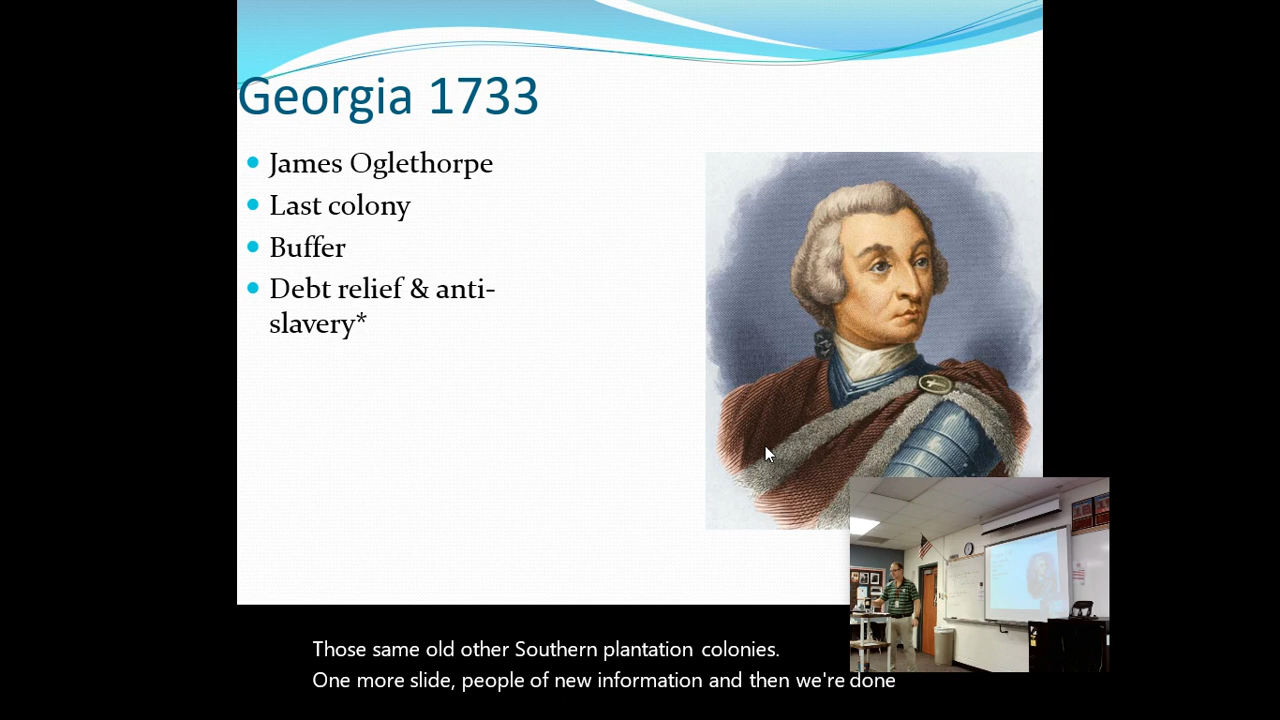 Georgia 1733
James Oglethorpe
Last colony
Buffer
Debt relief & anti-
slavery*
Those same old other Southern plantation colonies.
One more slide, people of new information and then we're done